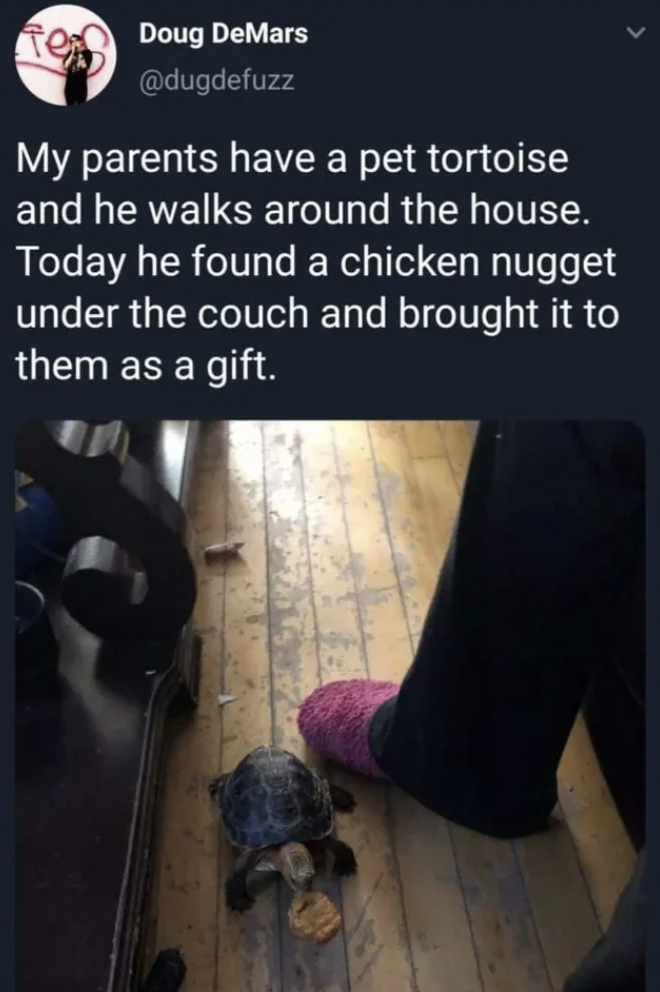 Doug DeMars
@dugdefuzz
My parents have a pet tortoise
and he walks around the house.
Today he found a chicken nugget
under the couch and brought it to
them as a gift.